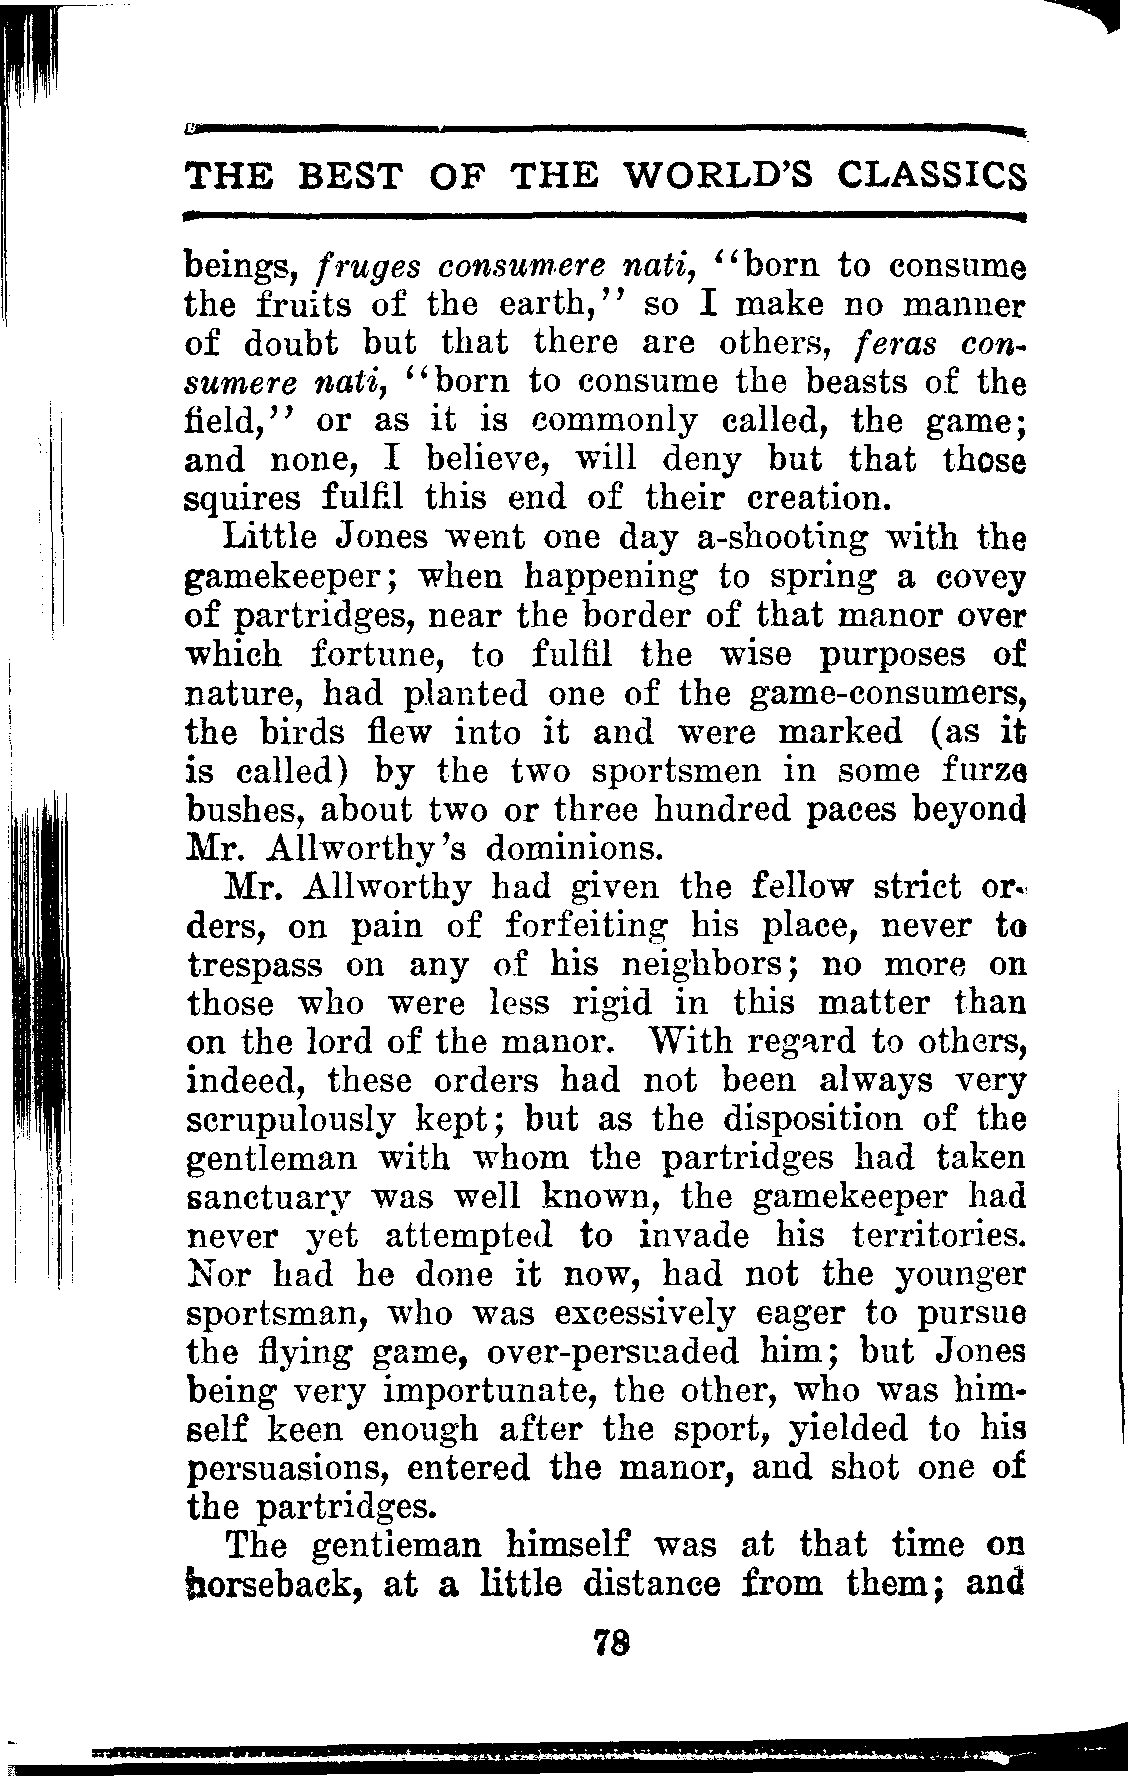 THE BEST OF THE WORLD'S CLASSICS
beings, fruges consumere nati, "born to consume
the fruits of the earth," so I make no manner
of doubt but that there are others, feras con-
sumere nati, "born to consume the beasts of the
field," or as it is commonly called, the game;
and none, I believe, will deny but that those
squires fulfil this end of their creation.
Little Jones went one day a-shooting with the
gamekeeper; when happening to spring a covey
of partridges, near the border of that manor over
which fortune, to fulfil the wise purposes of
nature, had planted one of the game-consumers,
the birds flew into it and were marked (as it
is called) by the two sportsmen in some furze
bushes, about two or three hundred paces beyond
Mr. Allworthy's dominions.
Mr. Allworthy had given the fellow strict or-
ders, on pain of forfeiting his place, never to
trespass on any of his neighbors; no more on
those who were less rigid in this matter than
on the lord of the manor. With regard to others,
indeed, these orders had not been always very
scrupulously kept; but as the disposition of the
gentleman with whom the partridges had taken
sanctuary was well known, the gamekeeper had
never yet attempted to invade his territories.
Nor had he done it now, had not the younger
sportsman, who was excessively eager to pursue
the flying game, over-persuaded him; but Jones
being very importunate, the other, who was him-
self keen enough after the sport, yielded to his
persuasions, entered the manor, and shot one of
the partridges.
The gentleman himself was at that time on
horseback, at a little distance from them; and
78